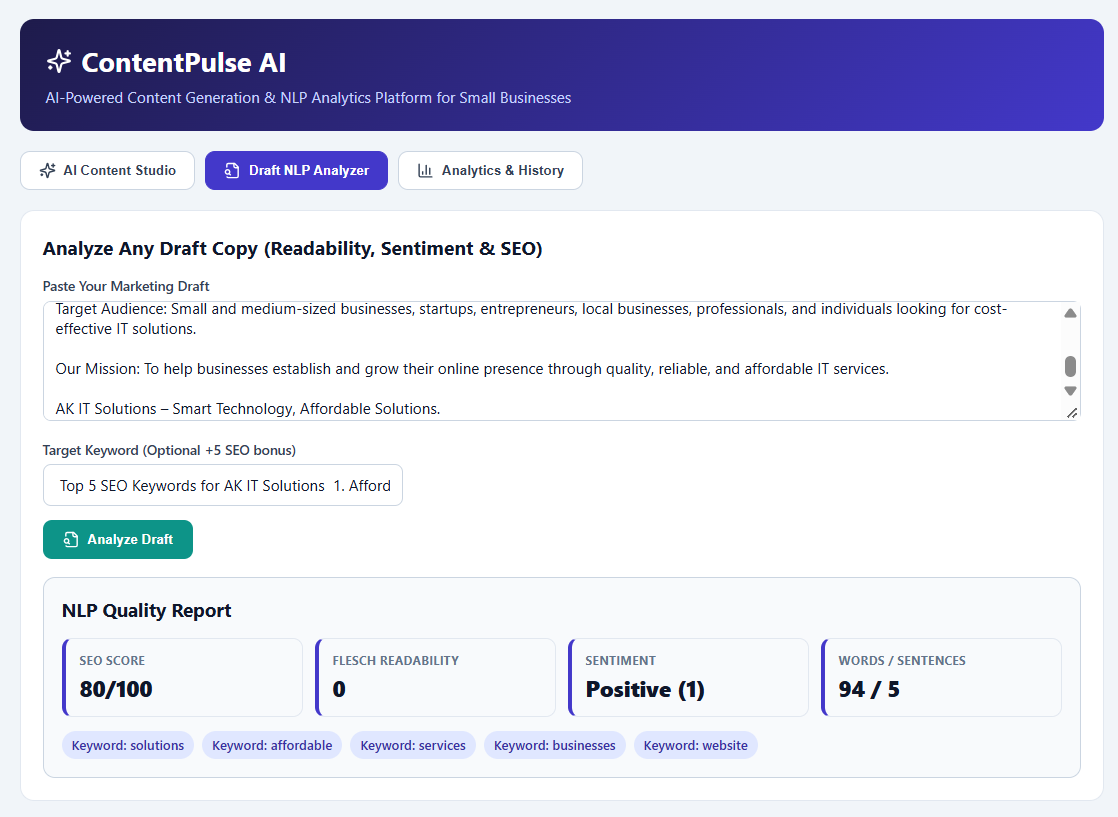 ContentPulse AI
AI-Powered Content Generation & NLP Analytics Platform for Small Businesses
AI Content Studio
Draft NLP Analyzer
Analytics & History
Analyze Any Draft Copy (Readability, Sentiment & SEO)
Paste Your Marketing Draft
Target Audience: Small and medium-sized businesses, startups, entrepreneurs, local businesses, professionals, and individuals looking for cost-
effective IT solutions.
Our Mission: To help businesses establish and grow their online presence through quality, reliable, and affordable IT services.
AK IT Solutions – Smart Technology, Affordable Solutions.
Target Keyword (Optional +5 SEO bonus)
Top 5 SEO Keywords for AK IT Solutions 1. Afford
Analyze Draft
NLP Quality Report
SEO SCORE
80/100
FLESCH READABILITY
0
SENTIMENT
Positive (1)
WORDS / SENTENCES
94 / 5
Keyword: solutions
Keyword: affordable
Keyword: services
Keyword: businesses
Keyword: website